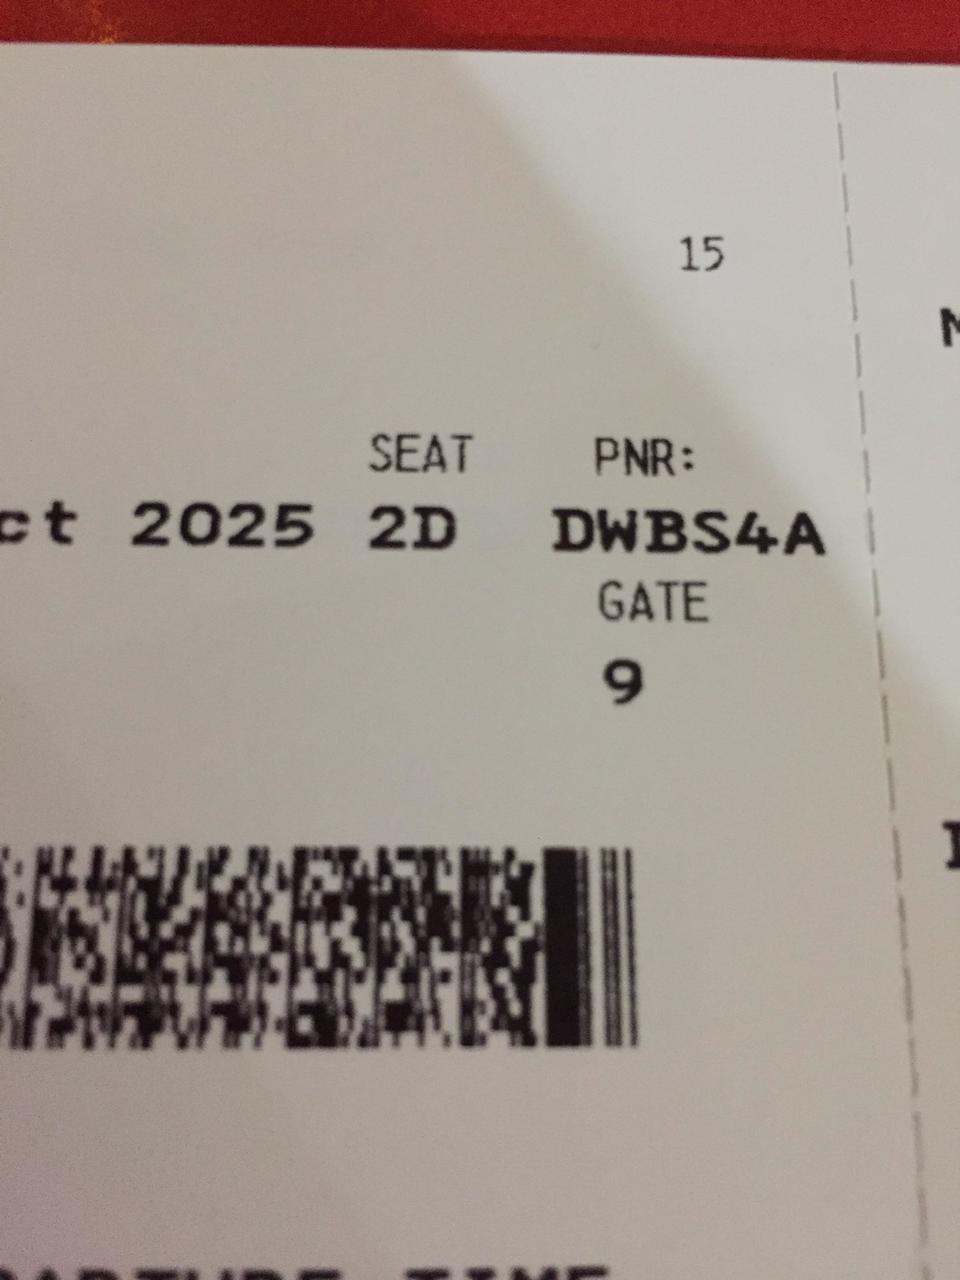 15
SEAT PNR:
ct 2025 2D DWBS4A
GATE
9